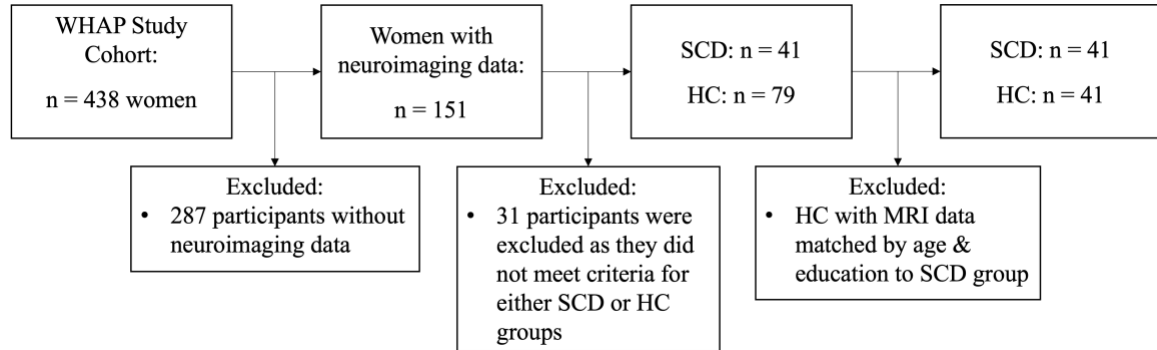 WHAP Study
Cohort:
n = 438 women
Women with
neuroimaging data:
n = 151
SCD: n = 41
HC: n = 79
SCD: n = 41
HC: n = 41
Excluded:
• 287 participants without
neuroimaging data
Excluded:
• 31 participants were
excluded as they did
not meet criteria for
either SCD or HC
groups
Excluded:
• HC with MRI data
matched by age &
education to SCD group